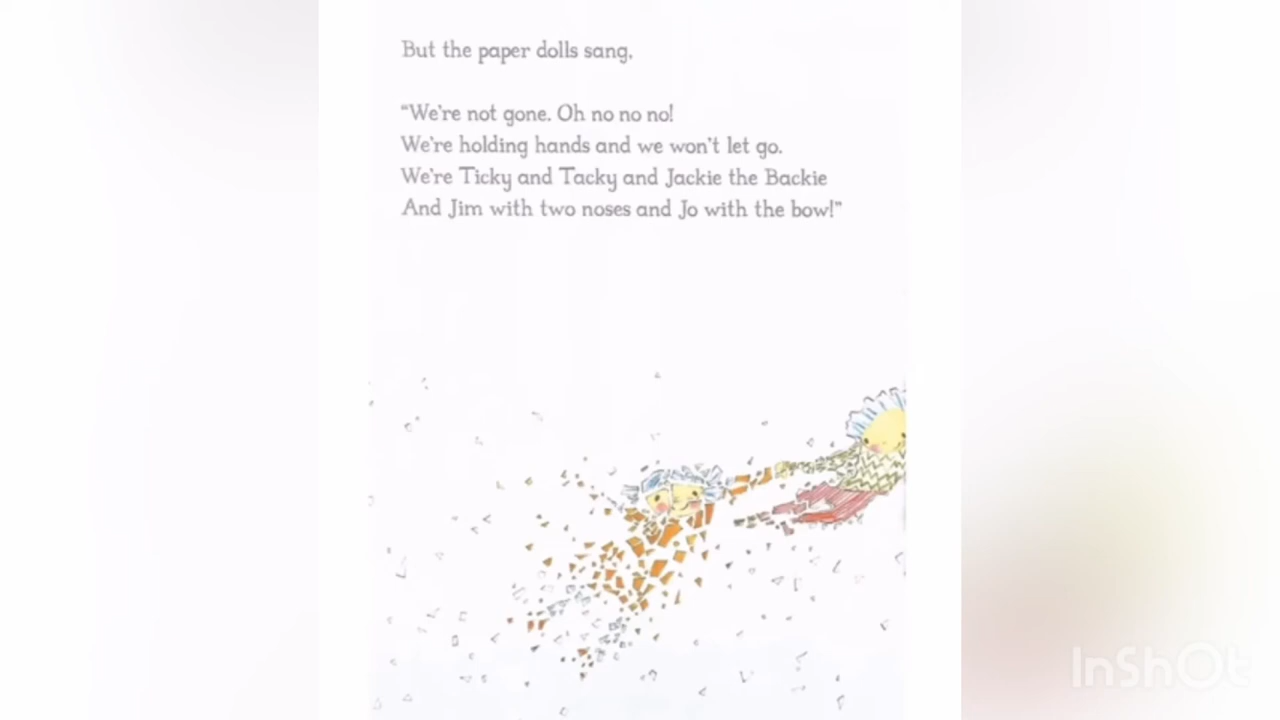 But the paper dolls sang,
“We’re not gone. Oh no no no!
We’re holding hands and we won’t let go.
We’re Ticky and Tacky and Jackie the Backie
And Jim with two noses and Jo with the bow!”
InShOt